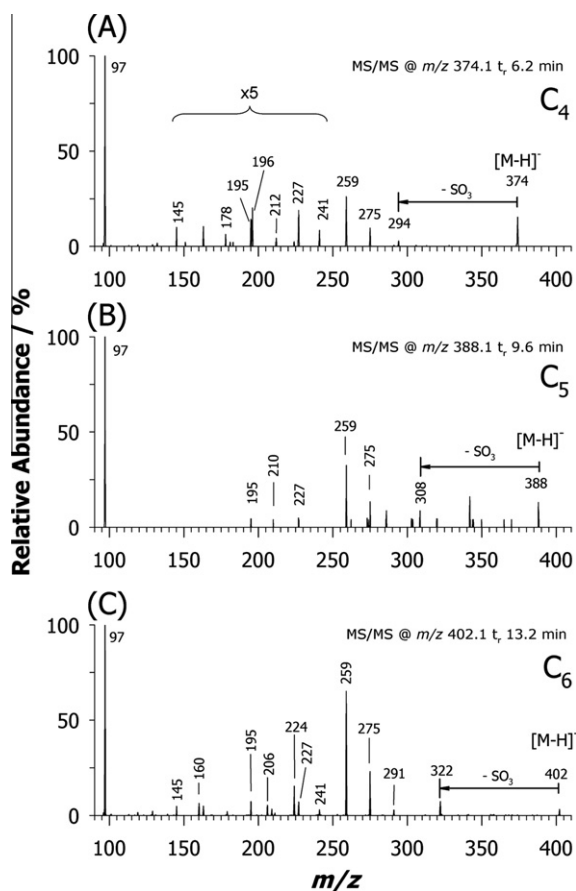 (A)
97
MS/MS @ m/z 374.1 tr 6.2 min
C4
x5
[M-H]-
- SO3
145
178
195
196
212
227
241
259
275
294
374
100
50
0
100 150 200 250 300 350 400
(B)
97
MS/MS @ m/z 388.1 tr 9.6 min
C5
[M-H]-
- SO3
195
210
227
259
275
308
388
100
50
0
100 150 200 250 300 350 400
(C)
97
MS/MS @ m/z 402.1 tr 13.2 min
C6
[M-H]-
- SO3
145
160
195
206
224
227
241
259
275
291
322
402
100
50
0
100 150 200 250 300 350 400
Relative Abundance / %
m/z